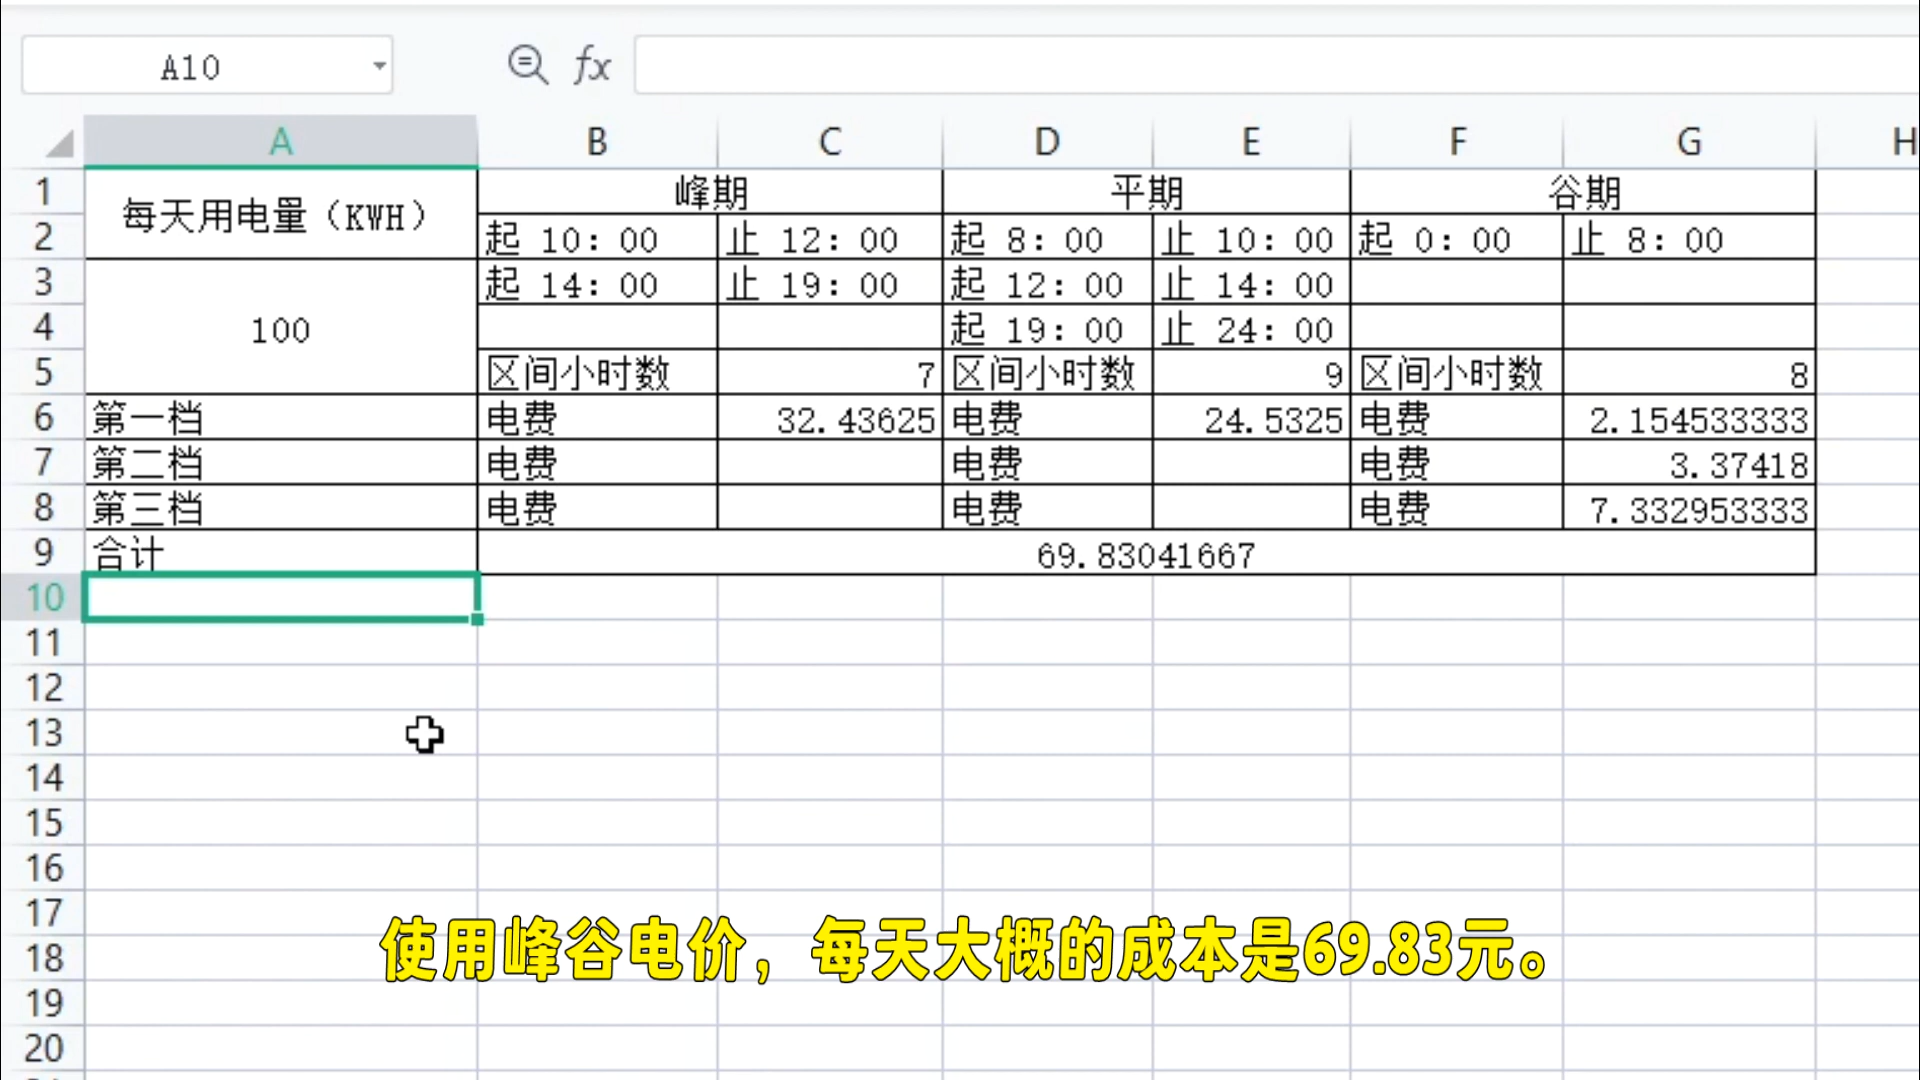 A10 fx
A B C D E F G H
1 每天用电量（KWH） 峰期 平期 谷期
2 起 10：00 止 12：00 起 8：00 止 10：00 起 0：00 止 8：00
3 起 14：00 止 19：00 起 12：00 止 14：00
4 100 起 19：00 止 24：00
5 区间小时数 7 区间小时数 9 区间小时数 8
6 第一档 电费 32.43625 电费 24.5325 电费 2.154533333
7 第二档 电费 电费 电费 3.37418
8 第三档 电费 电费 电费 7.332953333
9 合计 69.83041667
10
11
12
13
14
15
16
17
18
19
20
使用峰谷电价，每天大概的成本是69.83元。